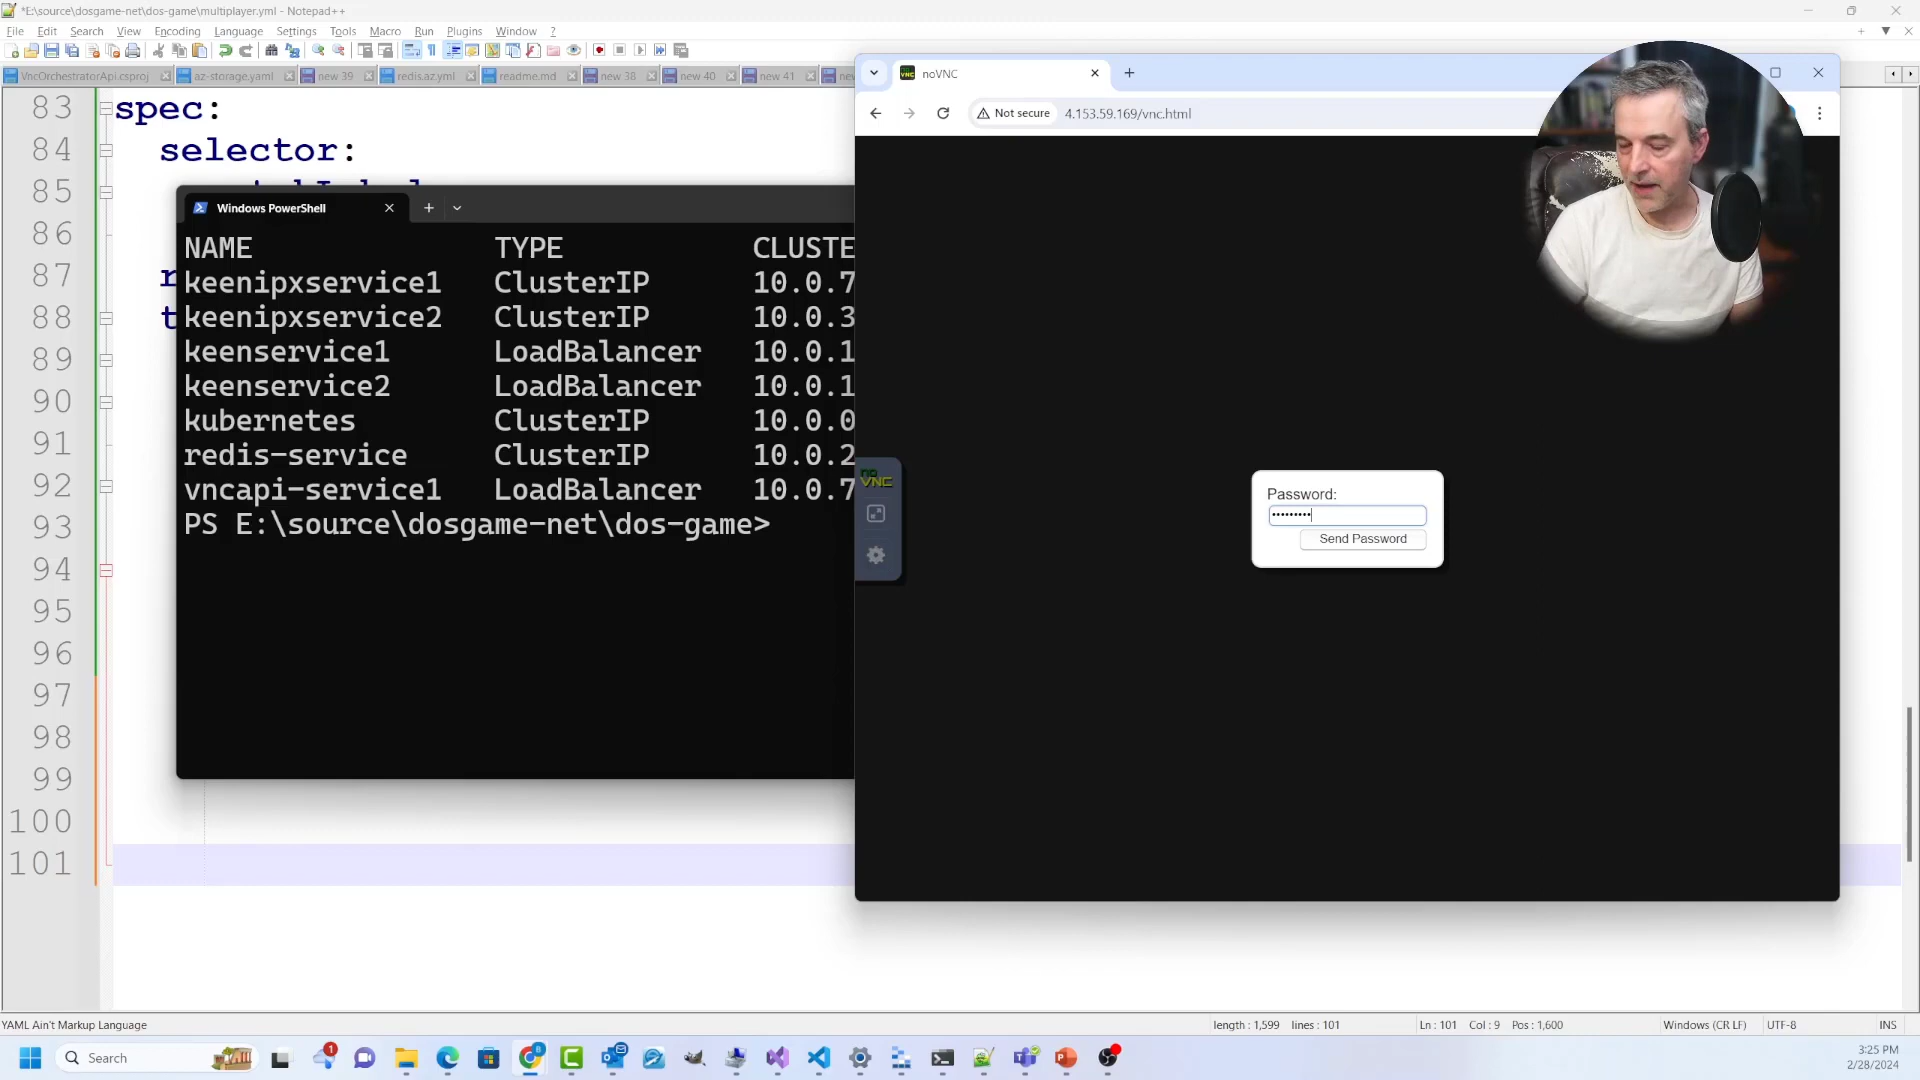 *E:\source\dosgame-net\dos-game\multiplayer.yml - Notepad++
File Edit Search View Encoding Language Settings Tools Macro Run Plugins Window ?
VncOrchestratorApi.csproj az-storage.yaml new 39 redis.az.yml readme.md new 38 new 40 new 41 new
83 spec:
84 selector:
85
86
87
88
89
90
91
92
93
94
95
96
97
98
99
100
101
Windows PowerShell
NAME TYPE CLUSTE
keenipxservice1 ClusterIP 10.0.7
keenipxservice2 ClusterIP 10.0.3
keenservice1 LoadBalancer 10.0.1
keenservice2 LoadBalancer 10.0.1
kubernetes ClusterIP 10.0.0
redis-service ClusterIP 10.0.2
vncapi-service1 LoadBalancer 10.0.7
PS E:\source\dosgame-net\dos-game>
noVNC
Not secure 4.153.59.169/vnc.html
no
VNC
Password:
•••••••••
Send Password
YAML Ain't Markup Language length : 1,599 lines : 101 Ln : 101 Col : 9 Pos : 1,600 Windows (CR LF) UTF-8 INS
Search
3:25 PM
2/28/2024